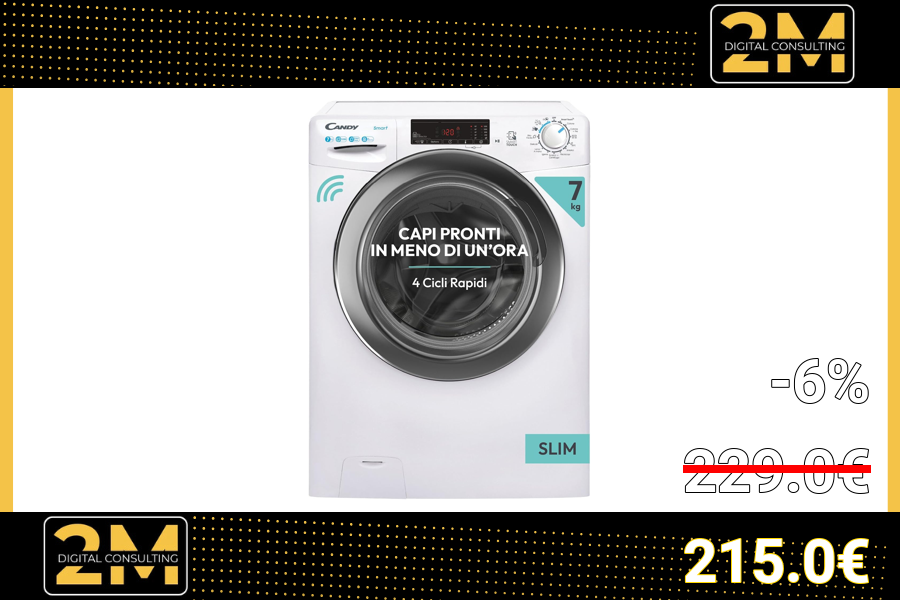 2M
DIGITAL CONSULTING
CANDY
Smart
7
kg
CAPI PRONTI
IN MENO DI UN'ORA
4 Cicli Rapidi
-6%
SLIM
229.0€
2M
DIGITAL CONSULTING
215.0€